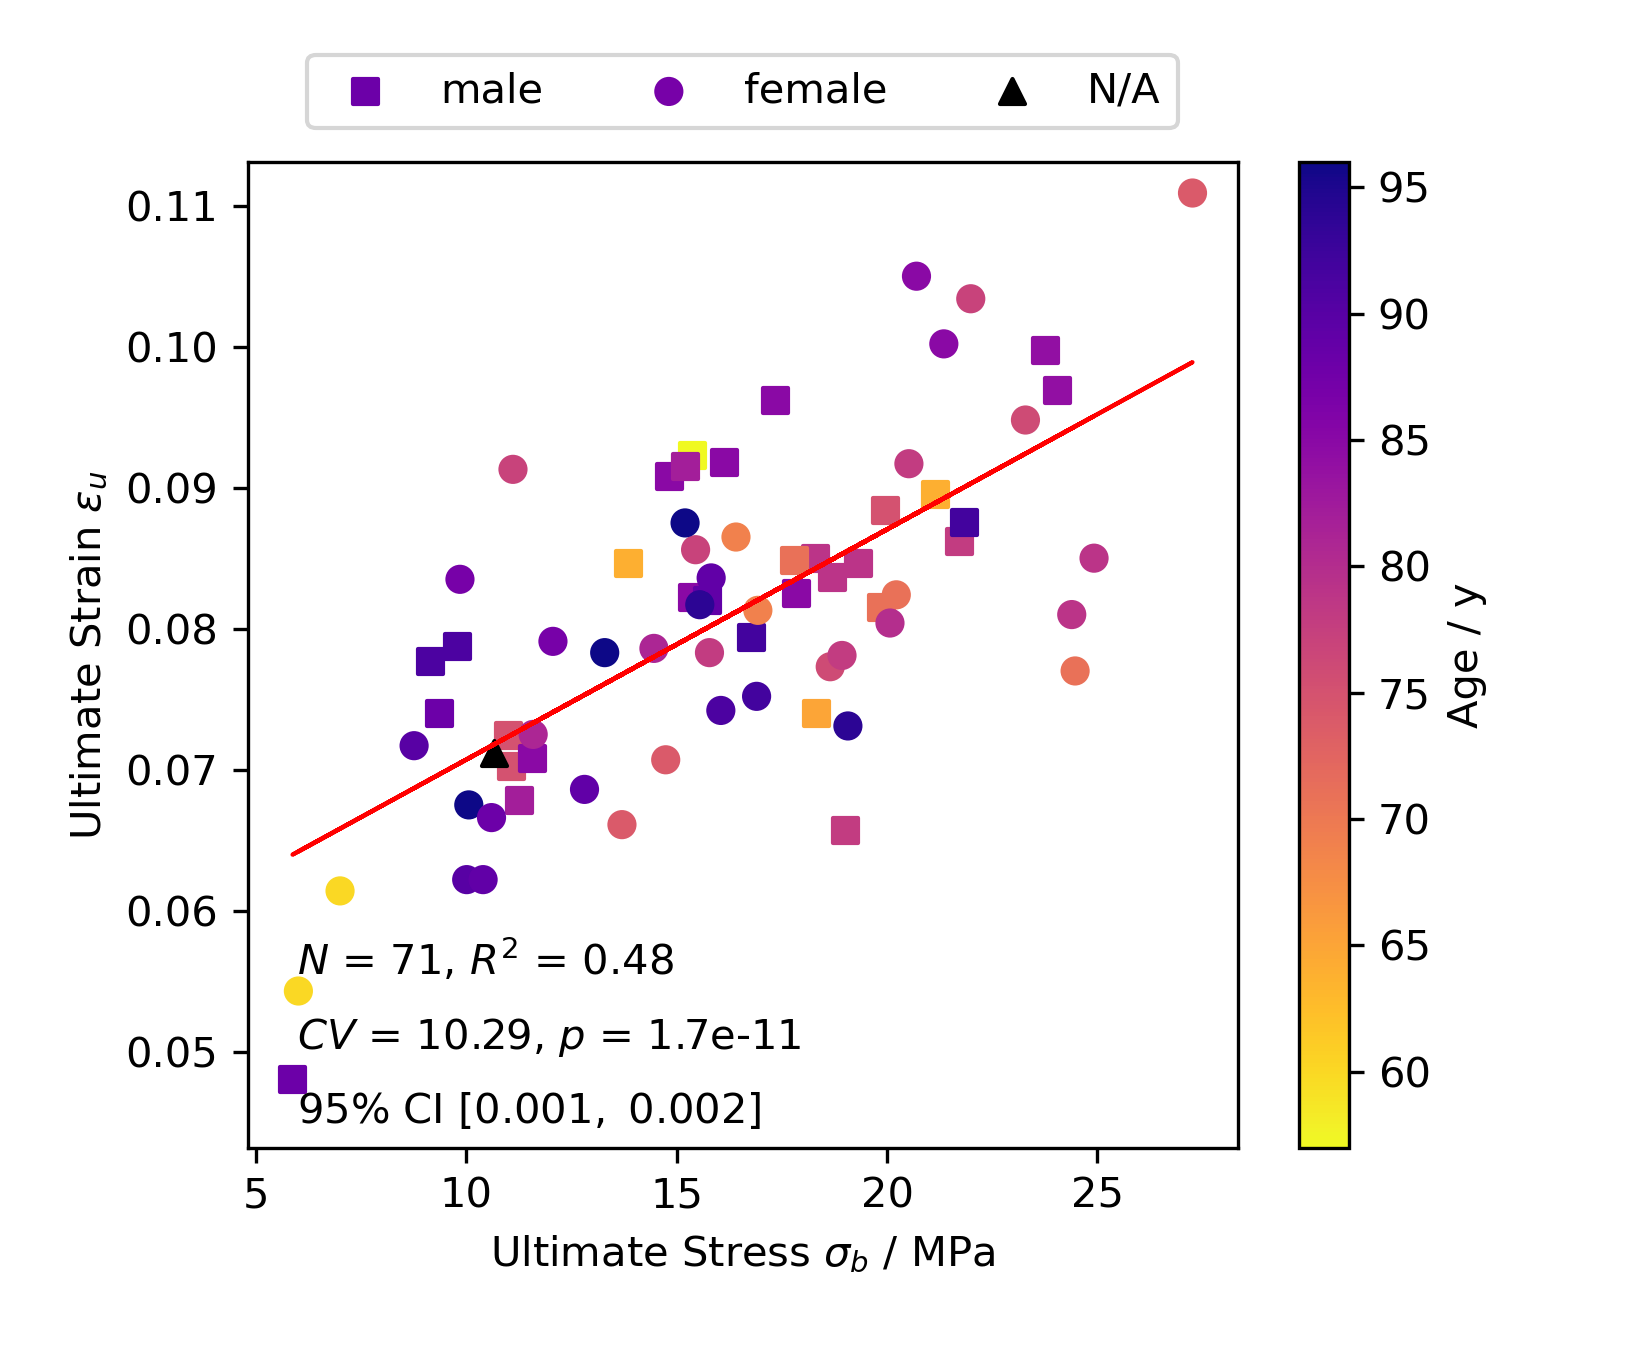 male female N/A
0.11
0.10
0.09
0.08
0.07
0.06
0.05
Ultimate Strain εu
N = 71, R² = 0.48
CV = 10.29, p = 1.7e-11
95% CI [0.001, 0.002]
5 10 15 20 25
Ultimate Stress σb / MPa
95
90
85
80
75
70
65
60
Age / y